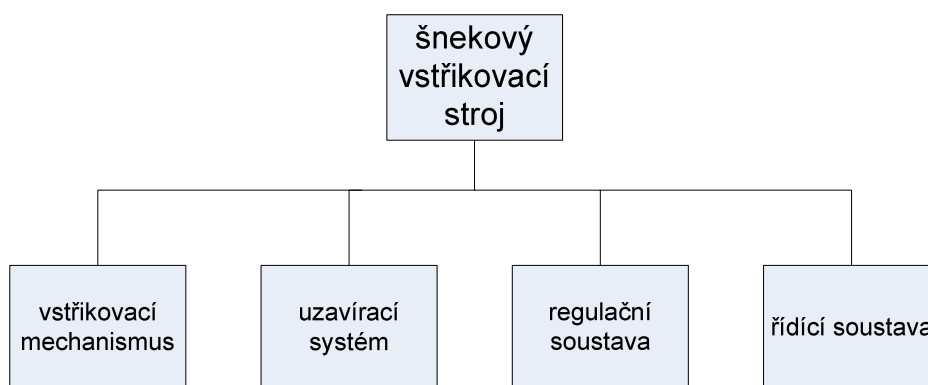 šnekový
vstřikovací
stroj
vstřikovací
mechanismus
uzavírací
systém
regulační
soustava
řídící soustava